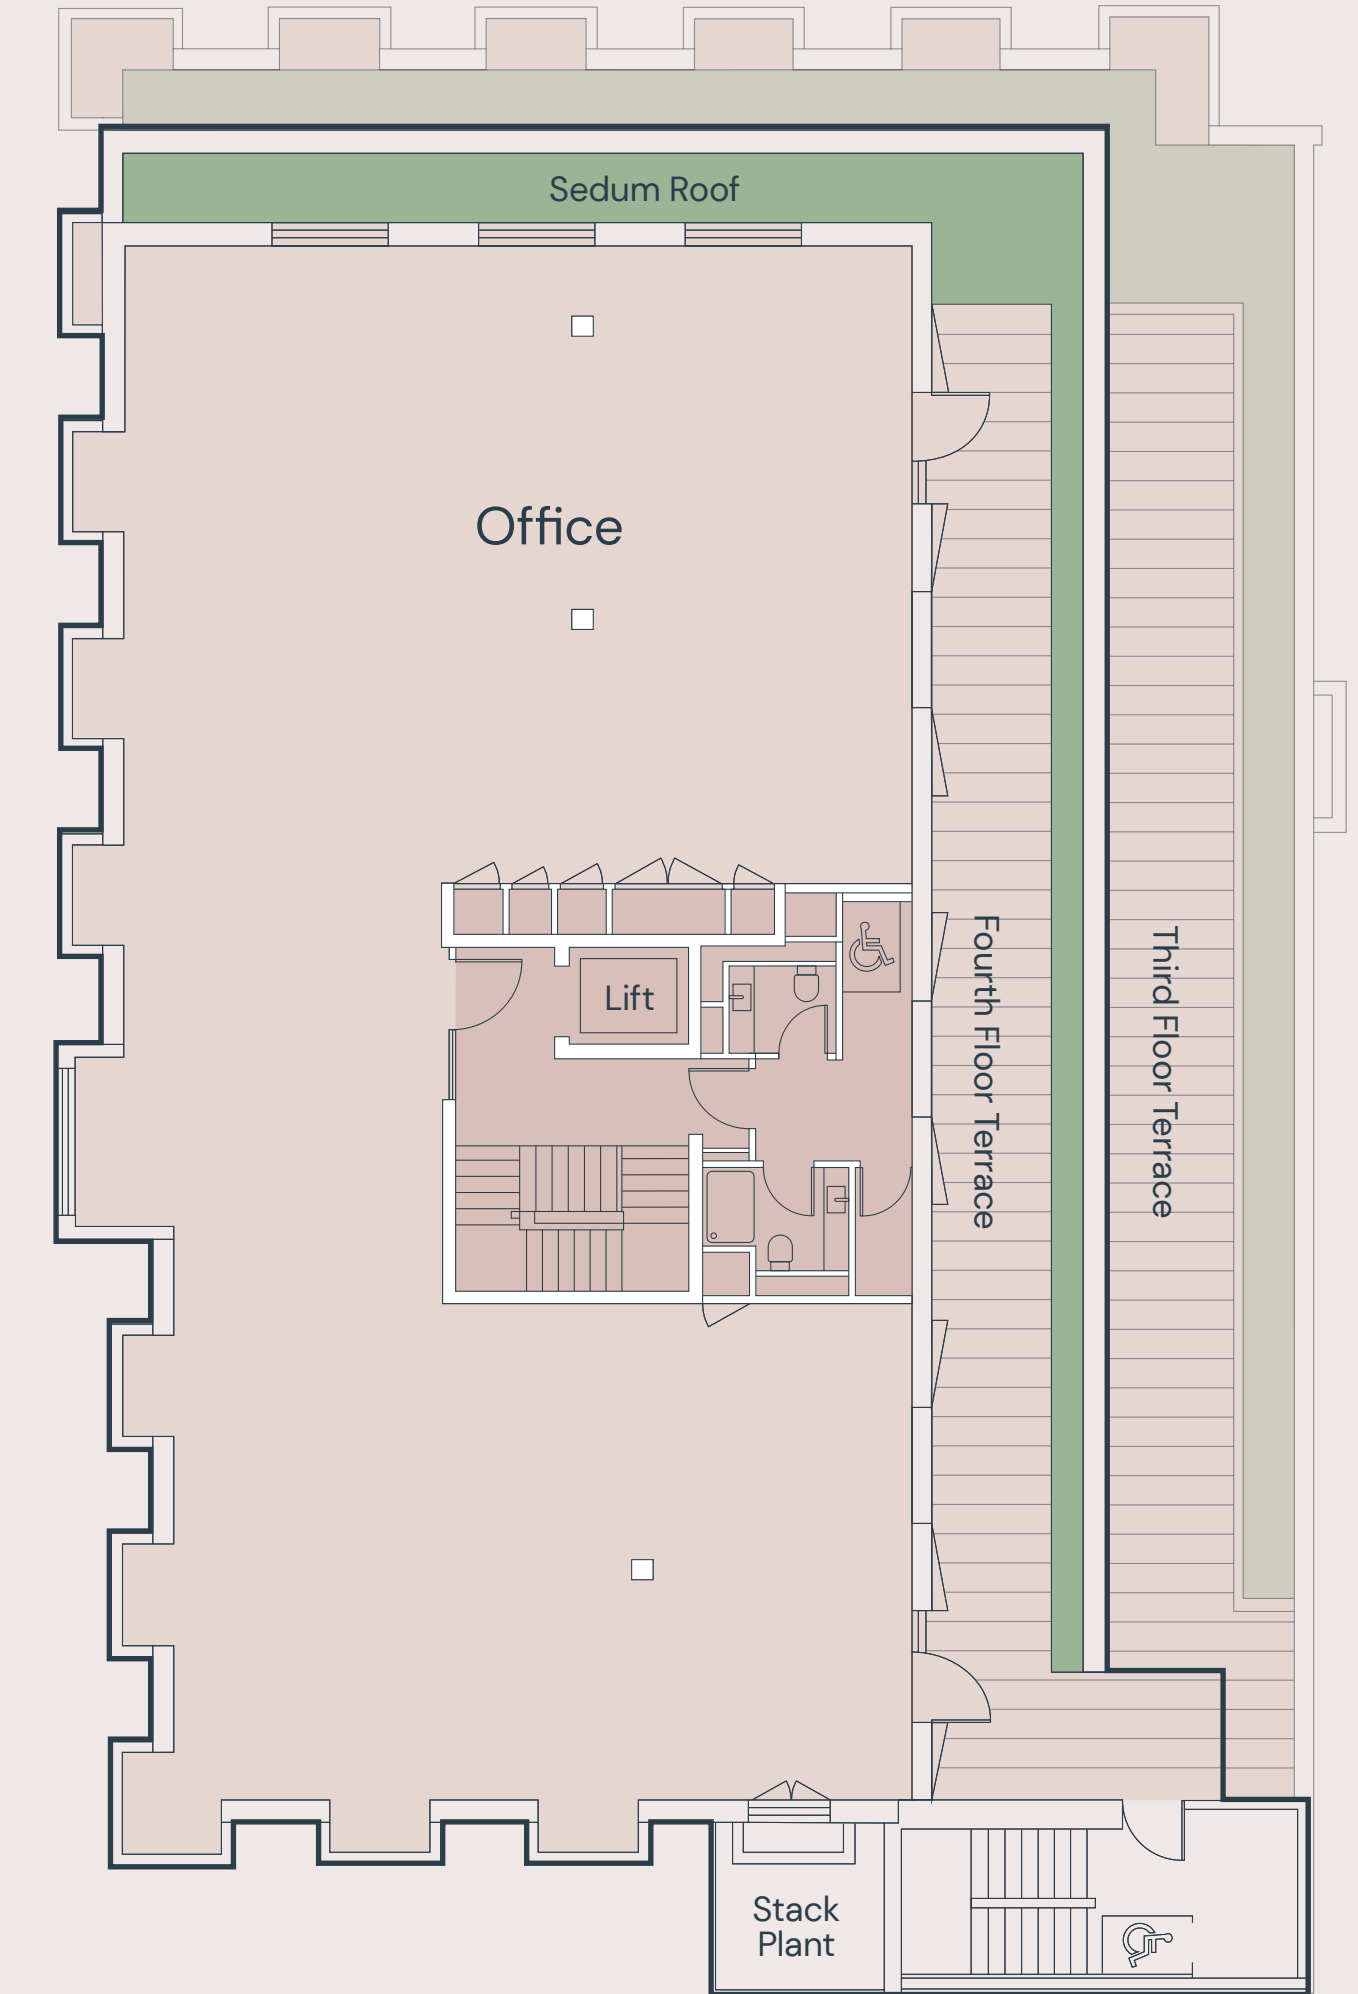 Sedum Roof
Office
Lift
Fourth Floor Terrace
Third Floor Terrace
Stack
Plant